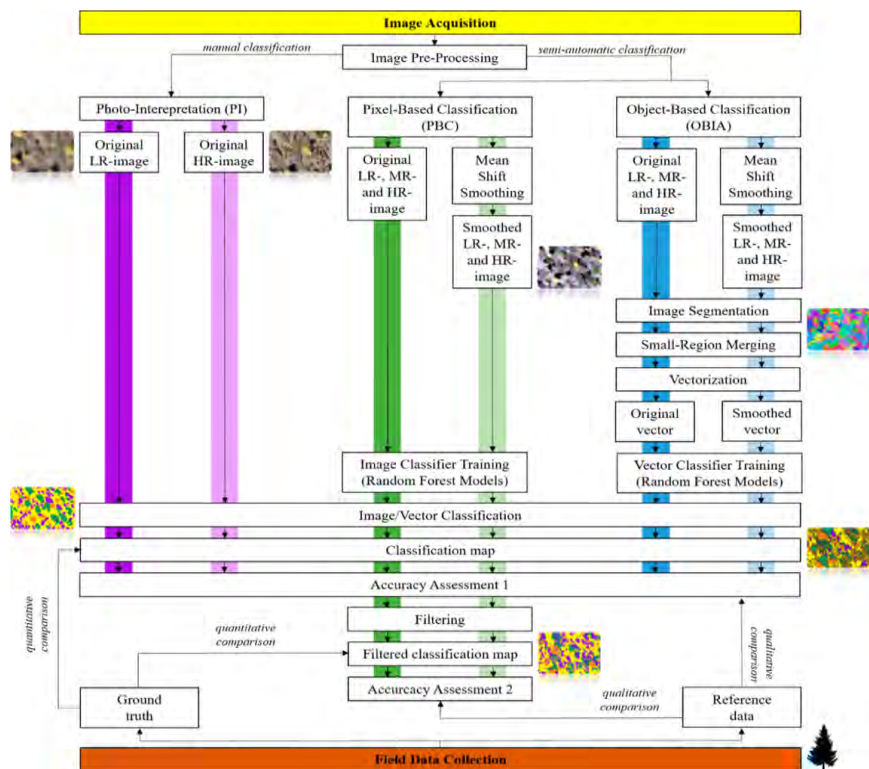 Image Acquisition
manual classification
Image Pre-Processing
semi-automatic classification
Photo-Interepretation (PI)
Pixel-Based Classification
(PBC)
Object-Based Classification
(OBIA)
Original
LR-image
Original
HR-image
Original
LR-, MR-
and HR-
image
Mean
Shift
Smoothing
Original
LR-, MR-
and HR-
image
Mean
Shift
Smoothing
Smoothed
LR-, MR-
and HR-
image
Smoothed
LR-, MR-
and HR-
image
Image Segmentation
Small-Region Merging
Vectorization
Original
vector
Smoothed
vector
Image Classifier Training
(Random Forest Models)
Vector Classifier Training
(Random Forest Models)
Image/Vector Classification
Classification map
Accuracy Assessment 1
quantitative
comparison
Filtering
quantitative
comparison
Filtered classification map
qualitative
comparison
Accurcacy Assessment 2
Ground
truth
qualitative
comparison
Reference
data
Field Data Collection